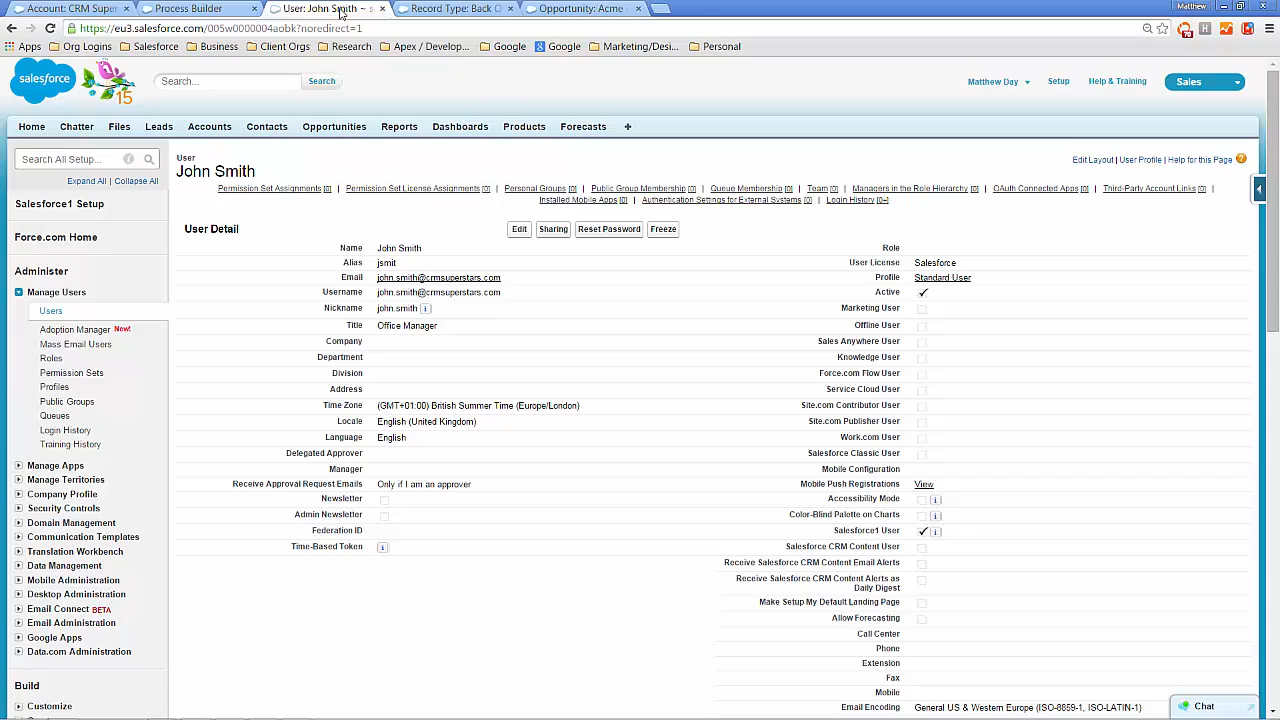 Account: CRM Super
Process Builder
User: John Smith ~ s
Record Type: Back O
Opportunity: Acme -
Matthew
https://eu3.salesforce.com/005w0000004aobk?noredirect=1
Apps
Org Logins
Salesforce
Business
Client Orgs
Research
Apex / Develop...
Google
Google
Marketing/Desi...
Personal
salesforce
15
Search...
Search
Matthew Day
Setup
Help & Training
Sales
Home
Chatter
Files
Leads
Accounts
Contacts
Opportunities
Reports
Dashboards
Products
Forecasts
+
Search All Setup...
Expand All | Collapse All
Salesforce1 Setup
Force.com Home
Administer
Manage Users
Users
Adoption Manager New!
Mass Email Users
Roles
Permission Sets
Profiles
Public Groups
Queues
Login History
Training History
Manage Apps
Manage Territories
Company Profile
Security Controls
Domain Management
Communication Templates
Translation Workbench
Data Management
Mobile Administration
Desktop Administration
Email Connect BETA
Email Administration
Google Apps
Data.com Administration
Build
Customize
User
John Smith
Edit Layout | User Profile | Help for this Page
Permission Set Assignments [0] | Permission Set License Assignments [0] | Personal Groups [0] | Public Group Membership [0] | Queue Membership [0] | Team [0] | Managers in the Role Hierarchy [0] | OAuth Connected Apps [0] | Third-Party Account Links [0] |
Installed Mobile Apps [0] | Authentication Settings for External Systems [0] | Login History [0+]
User Detail
Edit
Sharing
Reset Password
Freeze
Name John Smith
Alias jsmit
Email john.smith@crmsuperstars.com
Username john.smith@crmsuperstars.com
Nickname john.smith i
Title Office Manager
Company
Department
Division
Address
Time Zone (GMT+01:00) British Summer Time (Europe/London)
Locale English (United Kingdom)
Language English
Delegated Approver
Manager
Receive Approval Request Emails Only if I am an approver
Newsletter
Admin Newsletter
Federation ID
Time-Based Token i
Role
User License Salesforce
Profile Standard User
Active
Marketing User
Offline User
Sales Anywhere User
Knowledge User
Force.com Flow User
Service Cloud User
Site.com Contributor User
Site.com Publisher User
Work.com User
Salesforce Classic User
Mobile Configuration
Mobile Push Registrations View
Accessibility Mode i
Color-Blind Palette on Charts i
Salesforce1 User i
Salesforce CRM Content User
Receive Salesforce CRM Content Email Alerts
Receive Salesforce CRM Content Alerts as
Daily Digest
Make Setup My Default Landing Page
Allow Forecasting
Call Center
Phone
Extension
Fax
Mobile
Email Encoding General US & Western Europe (ISO-8859-1, ISO-LATIN-1)
Chat